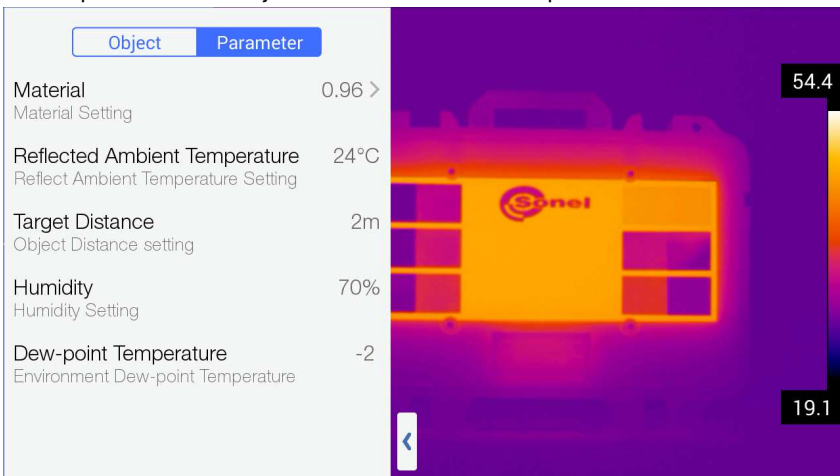 Object Parameter
Material 0.96 >
Material Setting
Reflected Ambient Temperature 24°C
Reflect Ambient Temperature Setting
Target Distance 2m
Object Distance setting
Humidity 70%
Humidity Setting
Dew-point Temperature -2
Environment Dew-point Temperature
Sonel
54.4
19.1